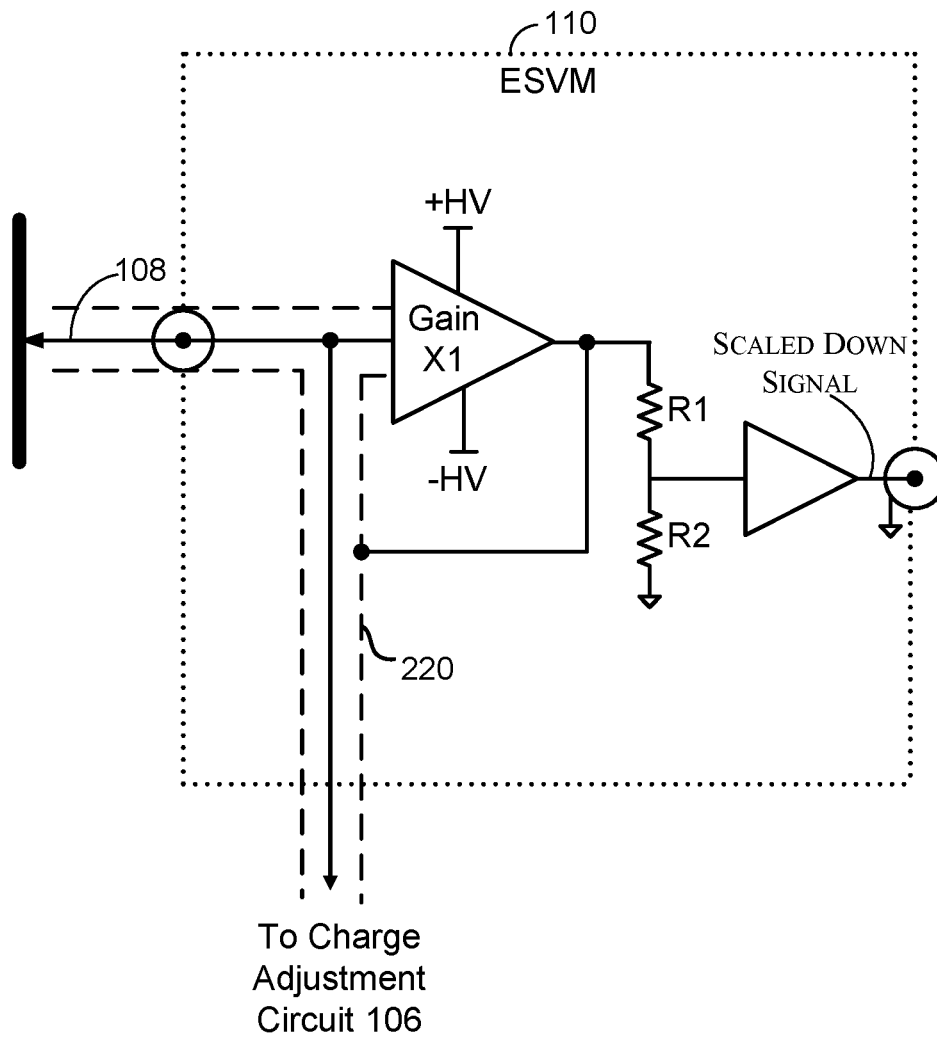 110
ESVM
+HV
108
Gain
X1
SCALED DOWN
SIGNAL
R1
-HV
R2
220
To Charge
Adjustment
Circuit 106